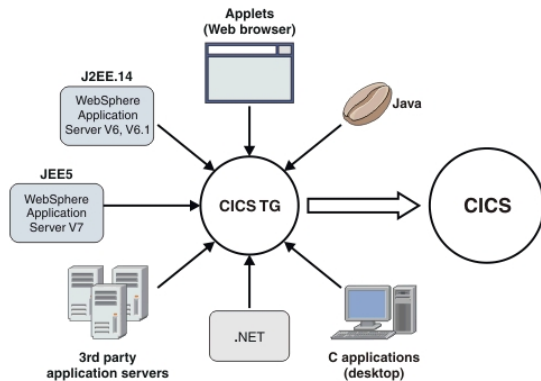 Applets
(Web browser)
J2EE.14
WebSphere
Application
Server V6, V6.1
Java
JEE5
WebSphere
Application
Server V7
CICS TG
CICS
3rd party
application servers
.NET
C applications
(desktop)